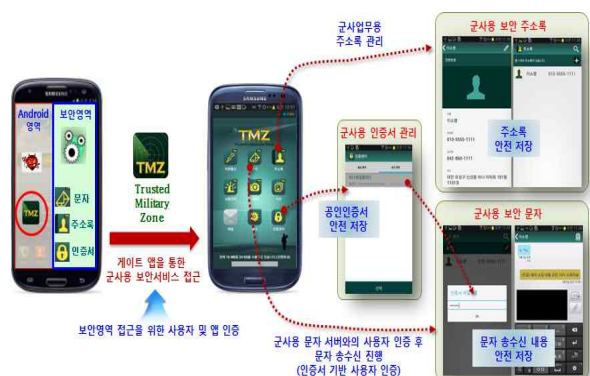 군사업무용
주소록 관리
군사용 보안 주소록
주소록
안전 저장
Android
영역
보안영역
TMZ
문자
주소록
인증서
TMZ
Trusted
Military
Zone
게이트 앱을 통한
군사용 보안서비스 접근
보안영역 접근을 위한 사용자 및 앱 인증
SAMSUNG
TMZ
군사용 인증서 관리
공인인증서
안전 저장
군사용 보안 문자
문자 송수신 내용
안전 저장
군사용 문자 서버와의 사용자 인증 후
문자 송수신 진행
(인증서 기반 사용자 인증)